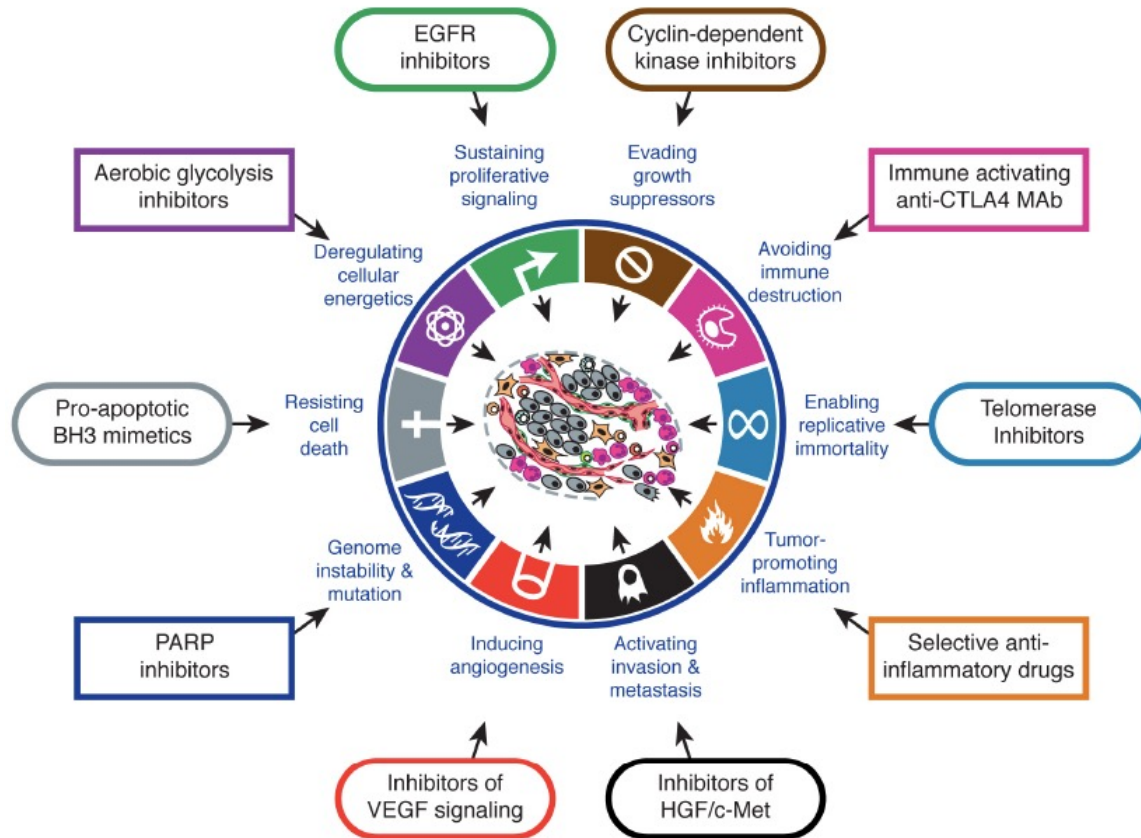 EGFR
inhibitors
Cyclin-dependent
kinase inhibitors
Sustaining
proliferative
signaling
Evading
growth
suppressors
Aerobic glycolysis
inhibitors
Immune activating
anti-CTLA4 MAb
Deregulating
cellular
energetics
Avoiding
immune
destruction
Pro-apoptotic
BH3 mimetics
Resisting
cell
death
Enabling
replicative
immortality
Telomerase
Inhibitors
Genome
instability &
mutation
Tumor-
promoting
inflammation
PARP
inhibitors
Inducing
angiogenesis
Activating
invasion &
metastasis
Selective anti-
inflammatory drugs
Inhibitors of
VEGF signaling
Inhibitors of
HGF/c-Met